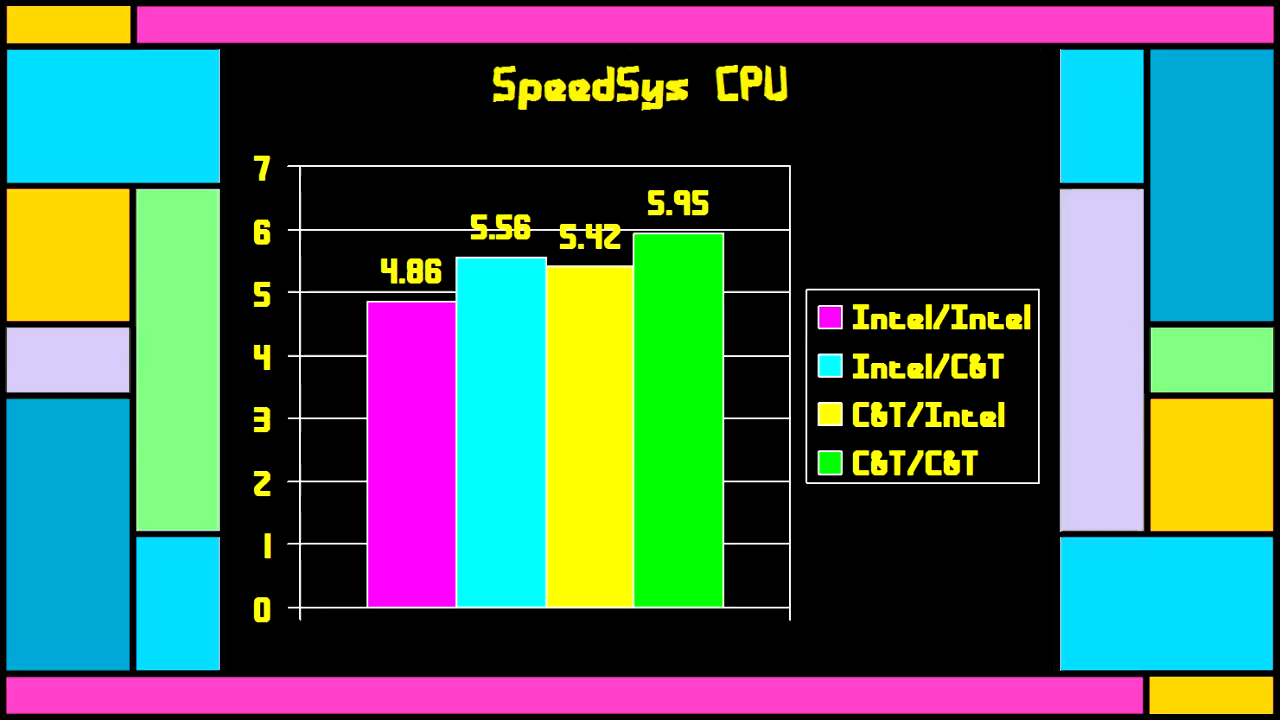 SpeedSys CPU
7
6
5
4
3
2
1
0
4.86
5.56
5.42
5.95
Intel/Intel
Intel/C&T
C&T/Intel
C&T/C&T